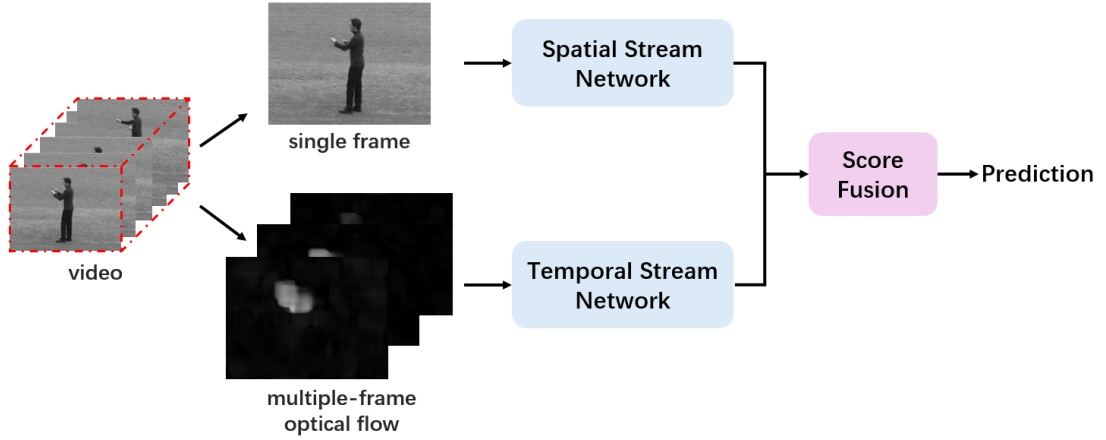 Spatial Stream
Network
single frame
Score
Fusion
Prediction
video
Temporal Stream
Network
multiple-frame
optical flow